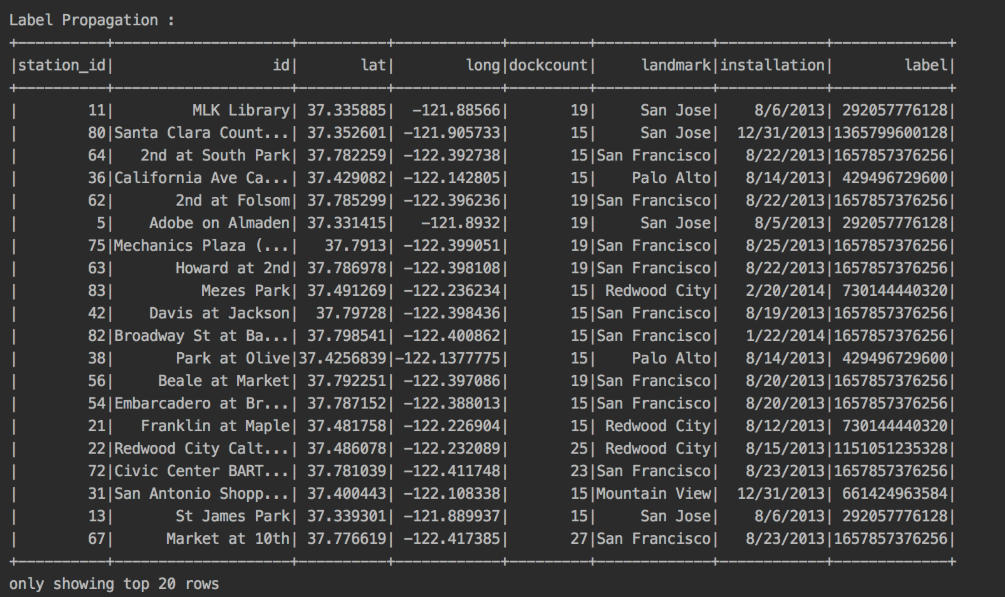 Label Propagation :
+----------+--------------------+----------+------------+---------+-------------+------------+-------------+
|station_id|                  id|       lat|        long|dockcount|     landmark|installation|        label|
+----------+--------------------+----------+------------+---------+-------------+------------+-------------+
|        11|         MLK Library| 37.335885|  -121.88566|       19|     San Jose|    8/6/2013| 292057776128|
|        80|Santa Clara Count...| 37.352601| -121.905733|       15|     San Jose|  12/31/2013|1365799600128|
|        64|   2nd at South Park| 37.782259| -122.392738|       15|San Francisco|   8/22/2013|1657857376256|
|        36|California Ave Ca...| 37.429082| -122.142805|       15|    Palo Alto|   8/14/2013| 429496729600|
|        62|       2nd at Folsom| 37.785299| -122.396236|       19|San Francisco|   8/22/2013|1657857376256|
|         5|    Adobe on Almaden| 37.331415|   -121.8932|       19|     San Jose|    8/5/2013| 292057776128|
|        75|Mechanics Plaza (...|   37.7913| -122.399051|       19|San Francisco|   8/25/2013|1657857376256|
|        63|       Howard at 2nd| 37.786978| -122.398108|       19|San Francisco|   8/22/2013|1657857376256|
|        83|          Mezes Park| 37.491269| -122.236234|       15| Redwood City|   2/20/2014| 730144440320|
|        42|    Davis at Jackson|  37.79728| -122.398436|       15|San Francisco|   8/19/2013|1657857376256|
|        82|Broadway St at Ba...| 37.798541| -122.400862|       15|San Francisco|   1/22/2014|1657857376256|
|        38|       Park at Olive|37.4256839|-122.1377775|       15|    Palo Alto|   8/14/2013| 429496729600|
|        56|     Beale at Market| 37.792251| -122.397086|       19|San Francisco|   8/20/2013|1657857376256|
|        54|Embarcadero at Br...| 37.787152| -122.388013|       15|San Francisco|   8/20/2013|1657857376256|
|        21|   Franklin at Maple| 37.481758| -122.226904|       15| Redwood City|   8/12/2013| 730144440320|
|        22|Redwood City Calt...| 37.486078| -122.232089|       25| Redwood City|   8/15/2013|1151051235328|
|        72|Civic Center BART...| 37.781039| -122.411748|       23|San Francisco|   8/23/2013|1657857376256|
|        31|San Antonio Shopp...| 37.400443| -122.108338|       15|Mountain View|  12/31/2013| 661424963584|
|        13|       St James Park| 37.339301| -121.889937|       15|     San Jose|    8/6/2013| 292057776128|
|        67|      Market at 10th| 37.776619| -122.417385|       27|San Francisco|   8/23/2013|1657857376256|
+----------+--------------------+----------+------------+---------+-------------+------------+-------------+
only showing top 20 rows